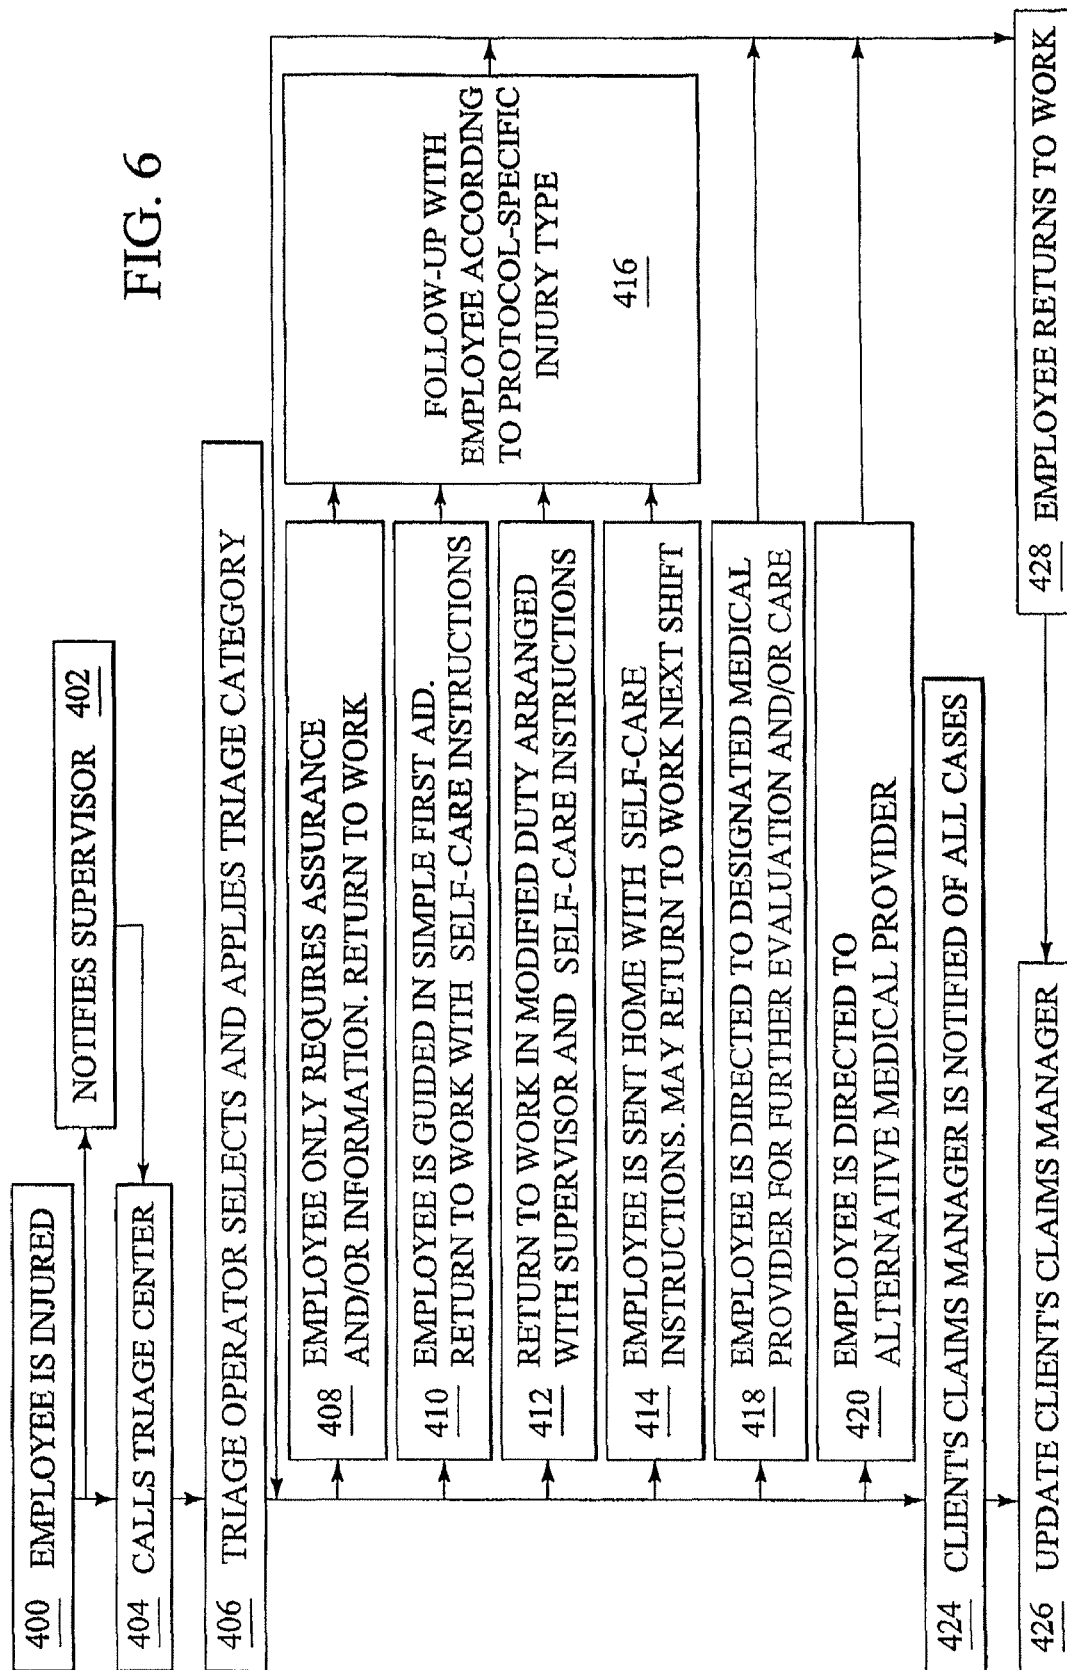 FIG. 6
400 EMPLOYEE IS INJURED
NOTIFIES SUPERVISOR 402
404 CALLS TRIAGE CENTER
406 TRIAGE OPERATOR SELECTS AND APPLIES TRIAGE CATEGORY
408 EMPLOYEE ONLY REQUIRES ASSURANCE
AND/OR INFORMATION. RETURN TO WORK
410 EMPLOYEE IS GUIDED IN SIMPLE FIRST AID.
RETURN TO WORK WITH SELF-CARE INSTRUCTIONS
412 RETURN TO WORK IN MODIFIED DUTY ARRANGED
WITH SUPERVISOR AND SELF-CARE INSTRUCTIONS
414 EMPLOYEE IS SENT HOME WITH SELF-CARE
INSTRUCTIONS. MAY RETURN TO WORK NEXT SHIFT
FOLLOW-UP WITH
EMPLOYEE ACCORDING
TO PROTOCOL-SPECIFIC
INJURY TYPE
416
418 EMPLOYEE IS DIRECTED TO DESIGNATED MEDICAL
PROVIDER FOR FURTHER EVALUATION AND/OR CARE
420 EMPLOYEE IS DIRECTED TO
ALTERNATIVE MEDICAL PROVIDER
424 CLIENT'S CLAIMS MANAGER IS NOTIFIED OF ALL CASES
426 UPDATE CLIENT'S CLAIMS MANAGER
428 EMPLOYEE RETURNS TO WORK